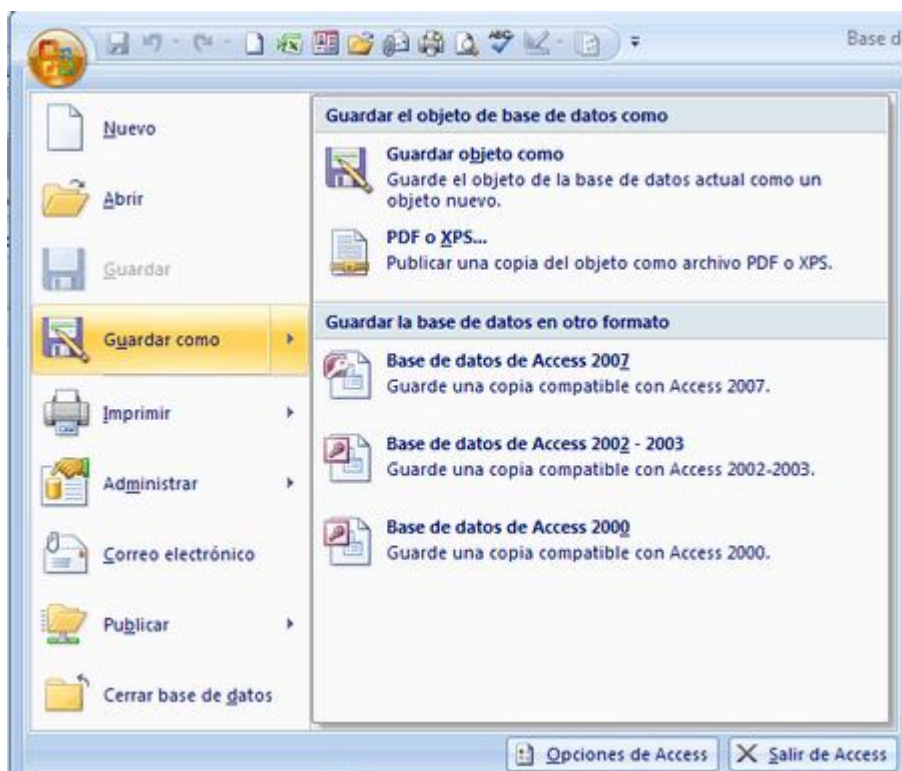 Base d
Nuevo
Abrir
Guardar
Guardar como
Imprimir
Administrar
Correo electrónico
Publicar
Cerrar base de datos
Guardar el objeto de base de datos como
Guardar objeto como
Guarde el objeto de la base de datos actual como un
objeto nuevo.
PDF o XPS...
Publicar una copia del objeto como archivo PDF o XPS.
Guardar la base de datos en otro formato
Base de datos de Access 2007
Guarde una copia compatible con Access 2007.
Base de datos de Access 2002 - 2003
Guarde una copia compatible con Access 2002-2003.
Base de datos de Access 2000
Guarde una copia compatible con Access 2000.
Opciones de Access
Salir de Access